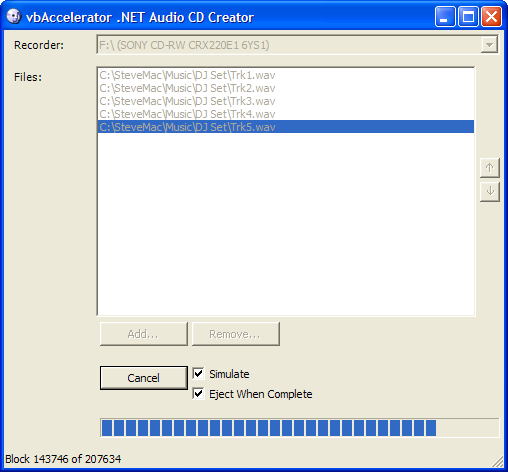 vbAccelerator .NET Audio CD Creator
Recorder: F:\ (SONY CD-RW CRX220E1 6YS1)
Files:
C:\SteveMac\Music\DJ Set\Trk1.wav
C:\SteveMac\Music\DJ Set\Trk2.wav
C:\SteveMac\Music\DJ Set\Trk3.wav
C:\SteveMac\Music\DJ Set\Trk4.wav
C:\SteveMac\Music\DJ Set\Trk5.wav
Add... Remove...
Cancel
Simulate
Eject When Complete
Block 143746 of 207634